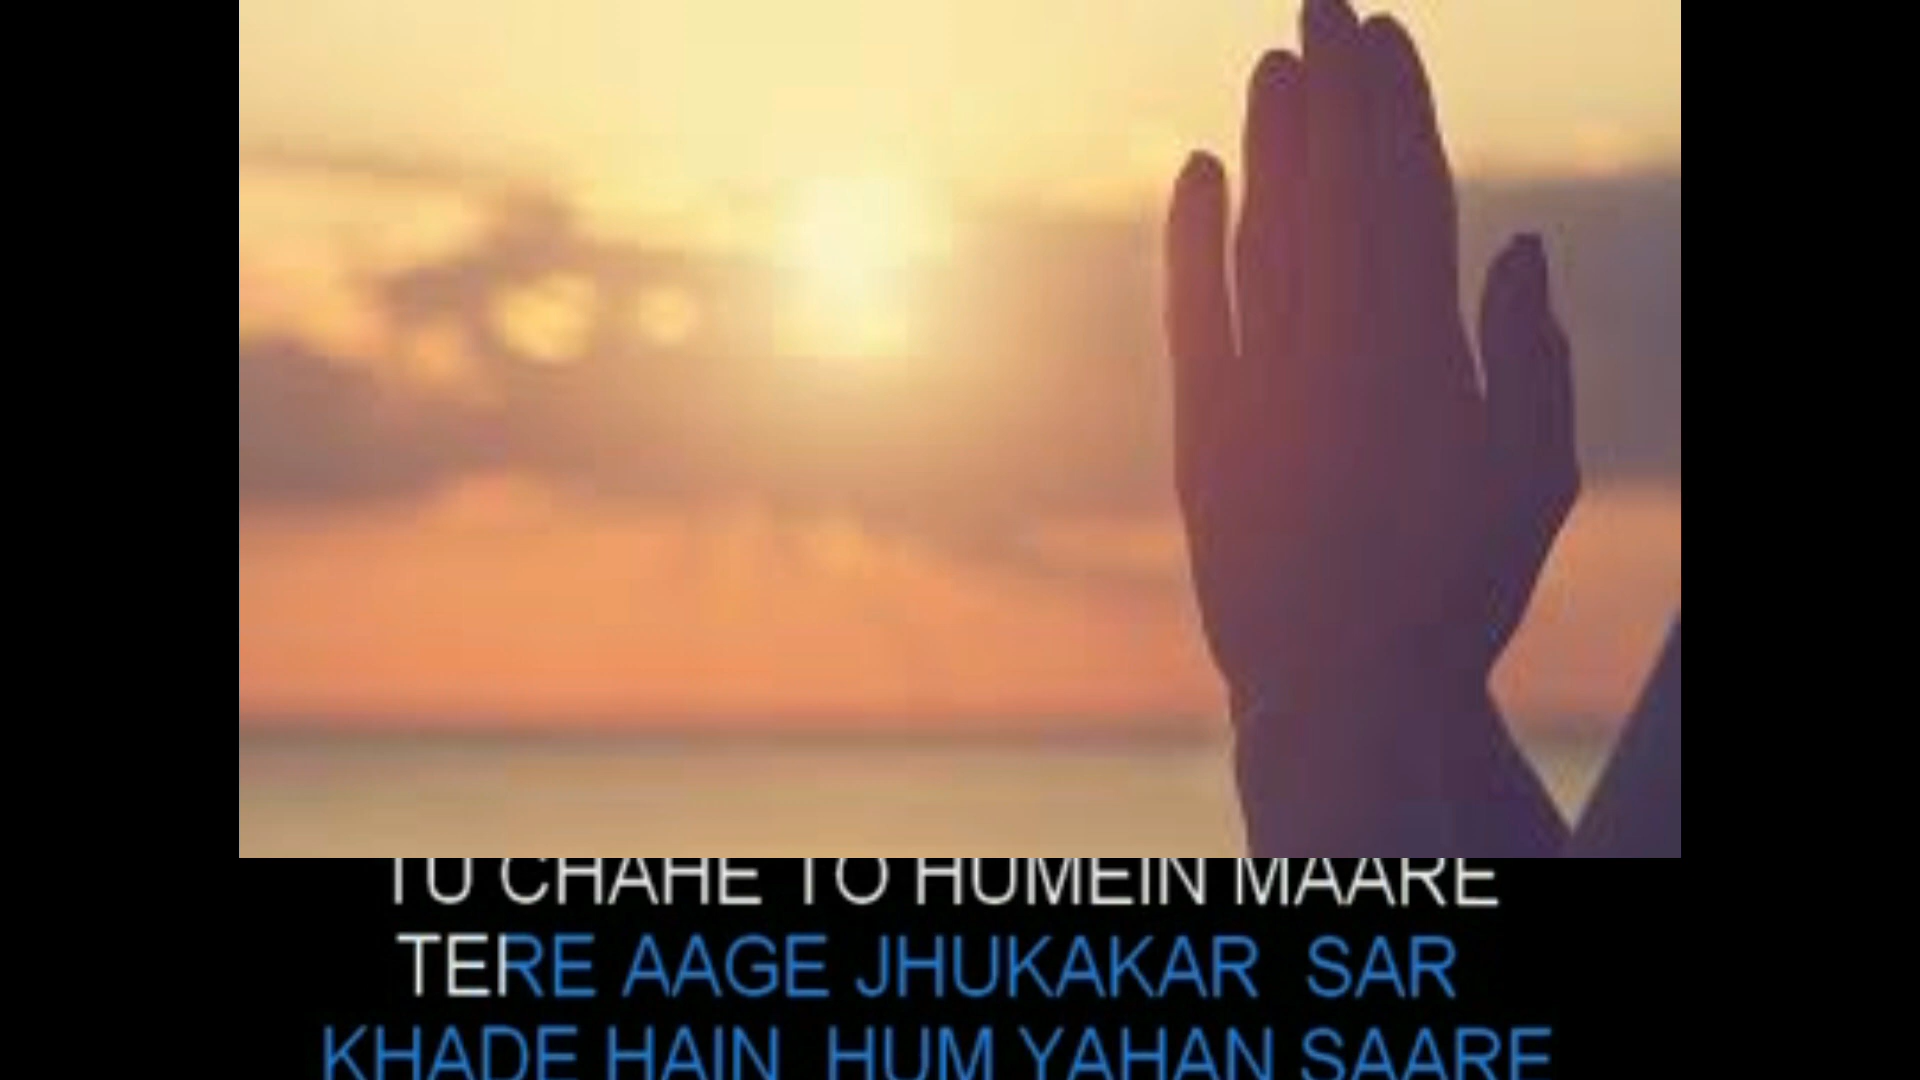 TU CHAHE TO HUMEIN MAARE
TERE AAGE JHUKAKAR SAR
KHADE HAIN HUM YAHAN SAARE